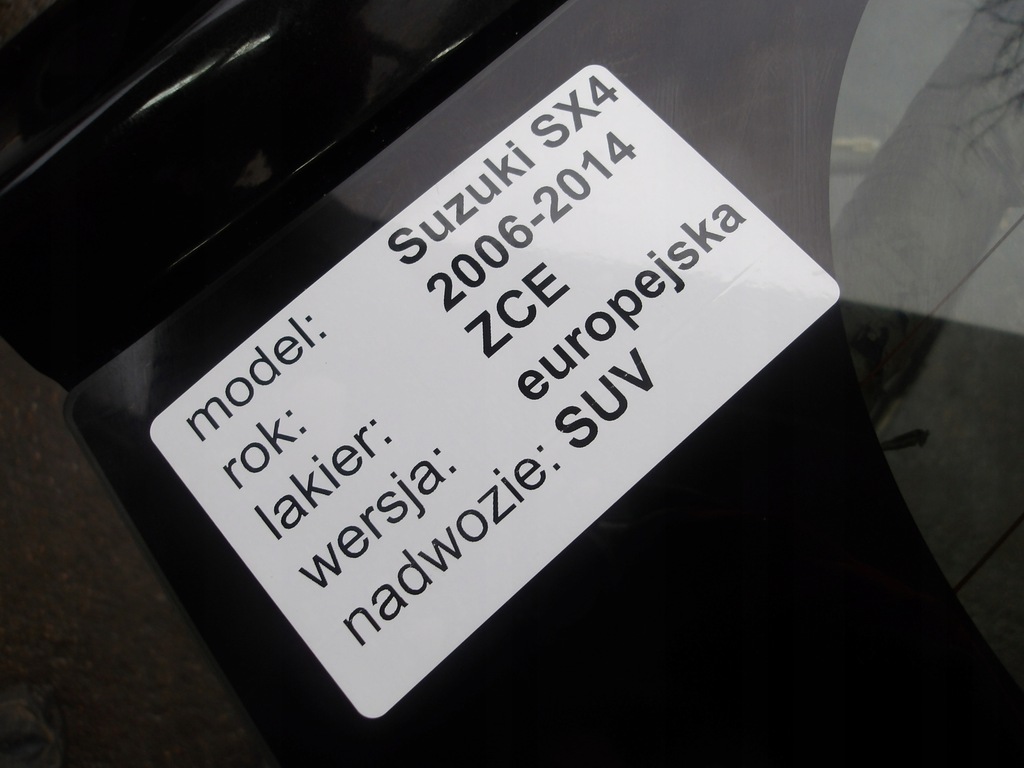 model: Suzuki SX4
rok: 2006-2014
lakier: ZCE
wersja: europejska
nadwozie: SUV